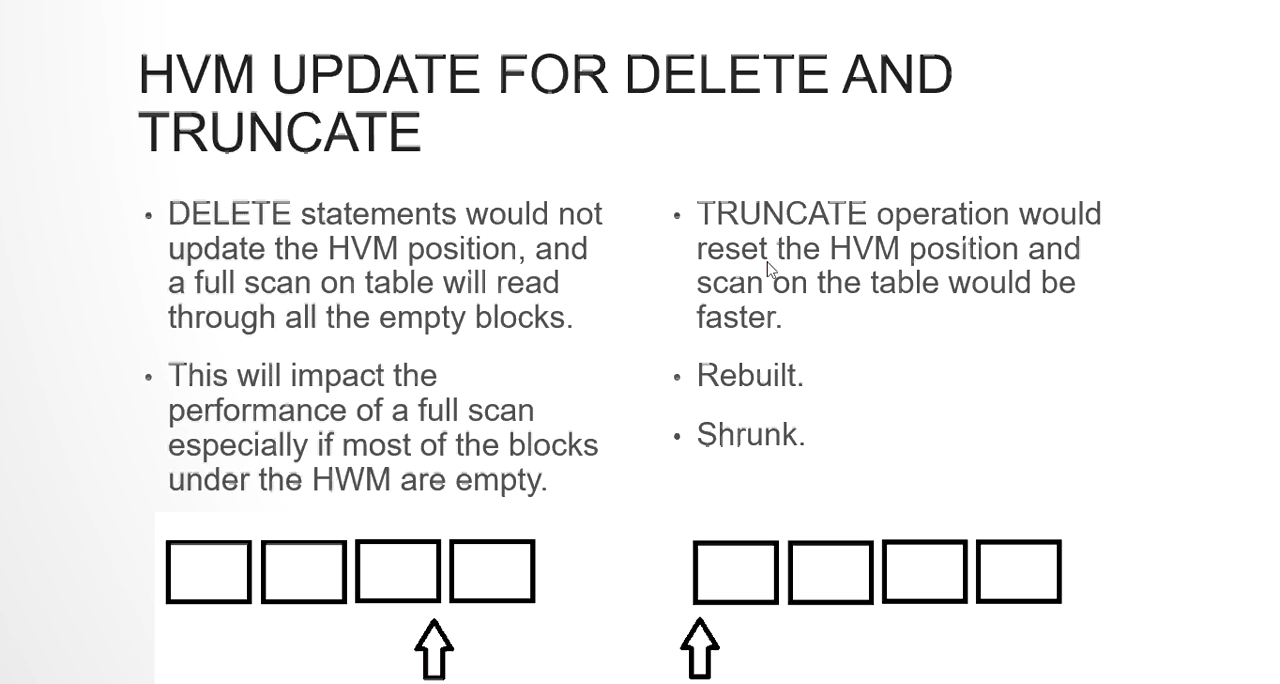 HVM UPDATE FOR DELETE AND
TRUNCATE
• DELETE statements would not
update the HVM position, and
a full scan on table will read
through all the empty blocks.
• This will impact the
performance of a full scan
especially if most of the blocks
under the HWM are empty.
• TRUNCATE operation would
reset the HVM position and
scan on the table would be
faster.
• Rebuilt.
• Shrunk.